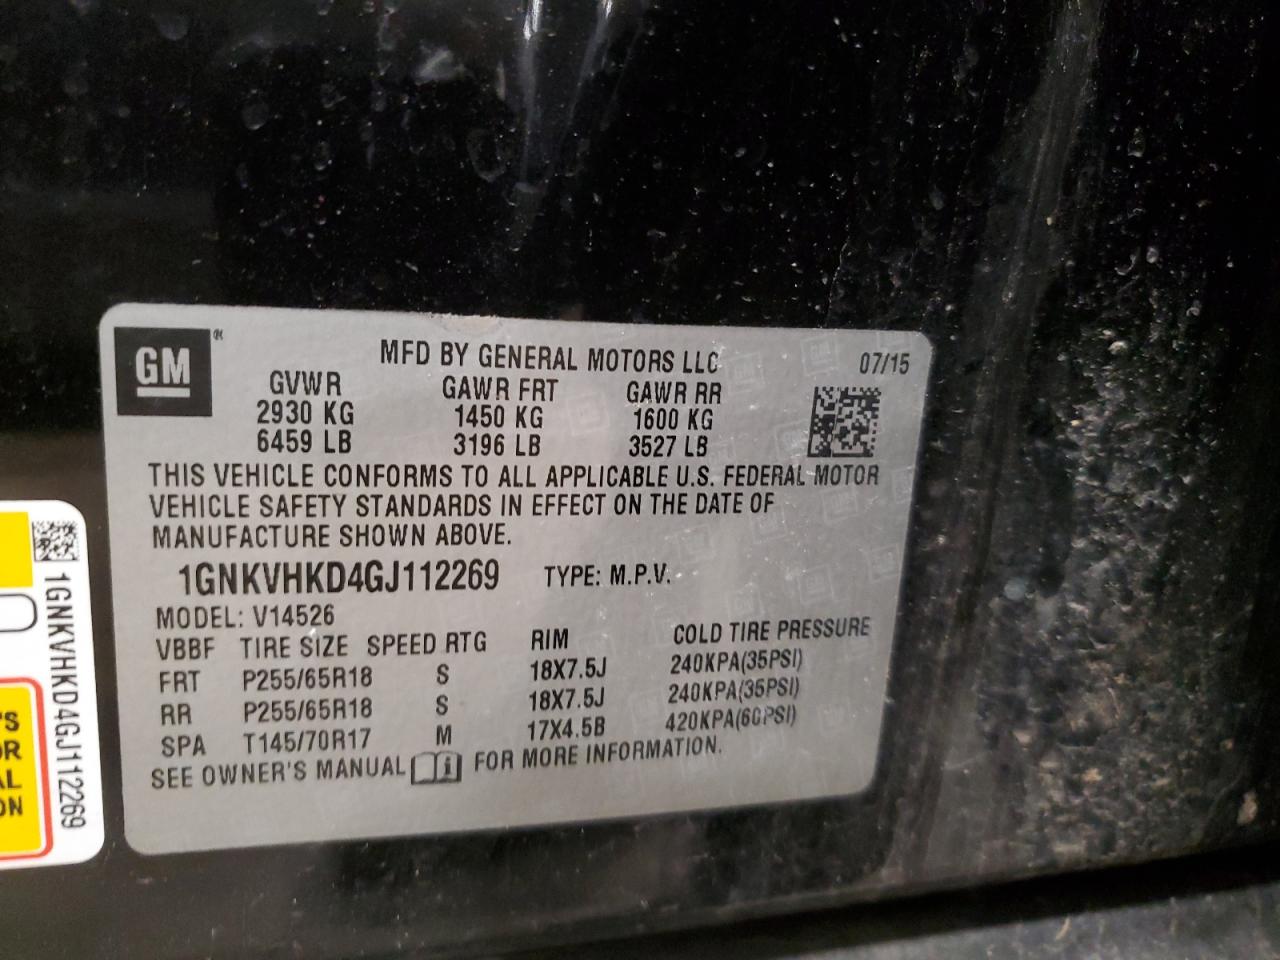 GM
MFD BY GENERAL MOTORS LLC 07/15
GVWR GAWR FRT GAWR RR
2930 KG 1450 KG 1600 KG
6459 LB 3196 LB 3527 LB
THIS VEHICLE CONFORMS TO ALL APPLICABLE U.S. FEDERAL MOTOR
VEHICLE SAFETY STANDARDS IN EFFECT ON THE DATE OF
MANUFACTURE SHOWN ABOVE.
1GNKVHKD4GJ112269 TYPE: M.P.V.
MODEL: V14526
VBBF TIRE SIZE SPEED RTG RIM COLD TIRE PRESSURE
FRT P255/65R18 S 18X7.5J 240KPA(35PSI)
RR P255/65R18 S 18X7.5J 240KPA(35PSI)
SPA T145/70R17 M 17X4.5B 420KPA(60PSI)
SEE OWNER'S MANUAL i FOR MORE INFORMATION.
1GNKVHKD4GJ112269